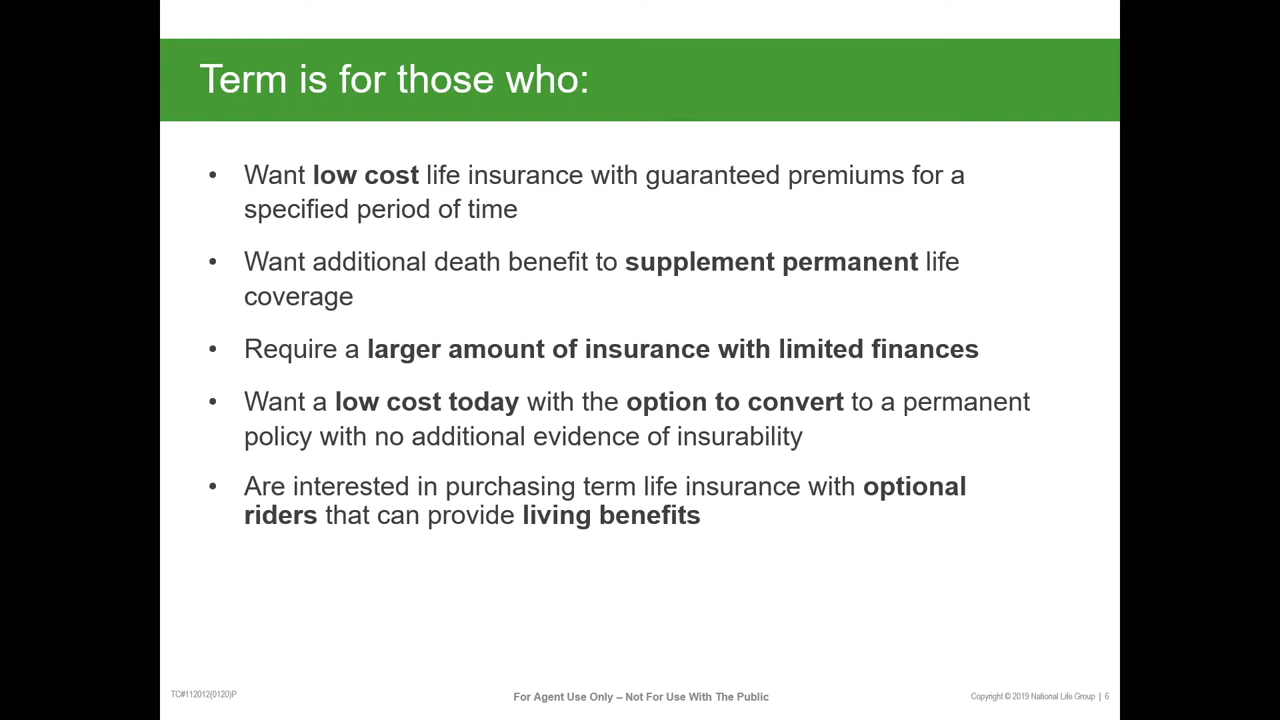 Term is for those who:
• Want low cost life insurance with guaranteed premiums for a
specified period of time
• Want additional death benefit to supplement permanent life
coverage
• Require a larger amount of insurance with limited finances
• Want a low cost today with the option to convert to a permanent
policy with no additional evidence of insurability
• Are interested in purchasing term life insurance with optional
riders that can provide living benefits
TC#112012(0120)P
For Agent Use Only – Not For Use With The Public
Copyright © 2019 National Life Group | 6